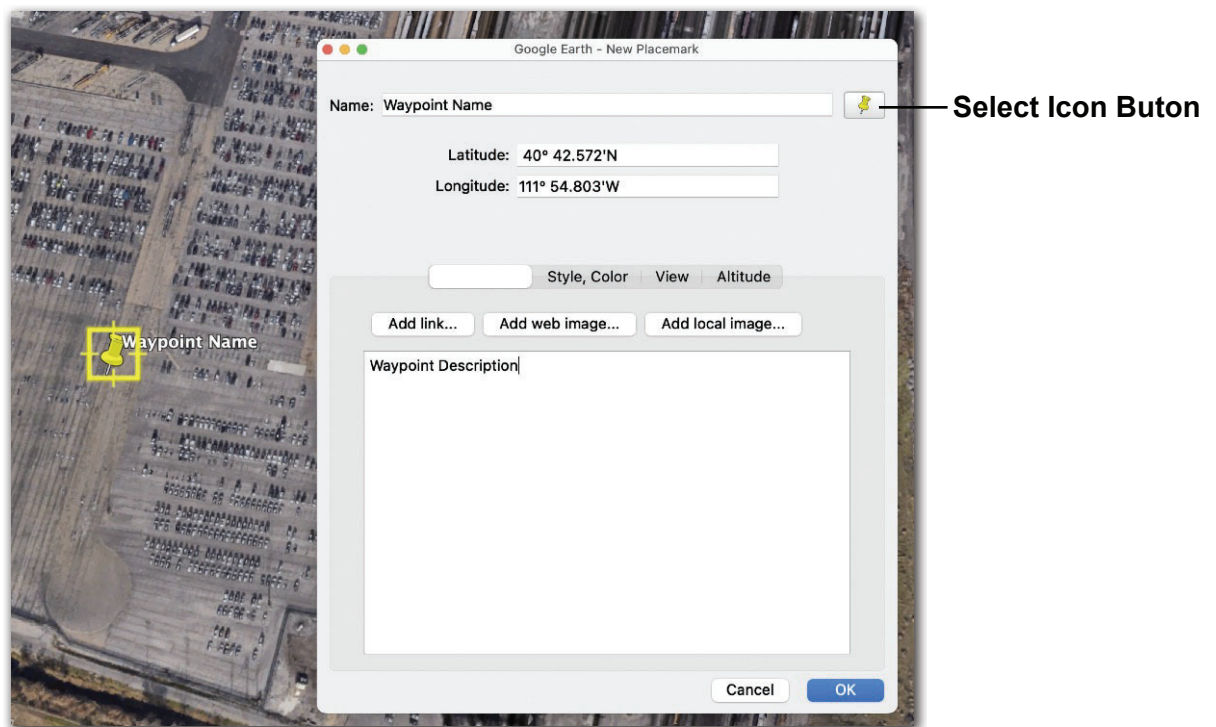 Google Earth - New Placemark
Name: Waypoint Name
Select Icon Buton
Latitude: 40° 42.572'N
Longitude: 111° 54.803'W
Style, Color View Altitude
Add link... Add web image... Add local image...
Waypoint Name
Waypoint Description
Cancel OK